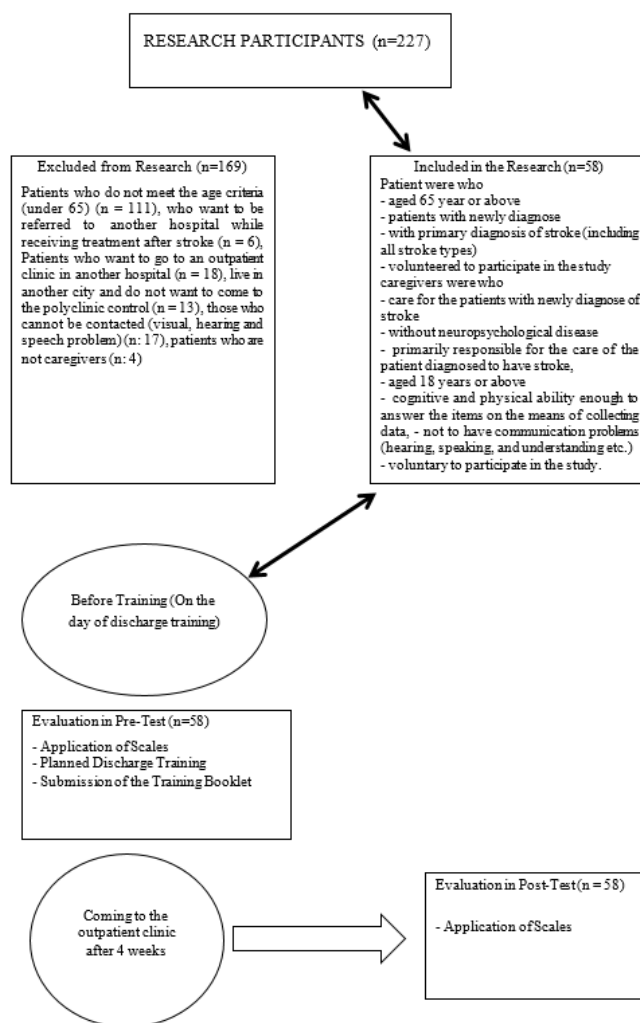 RESEARCH PARTICIPANTS (n=227)
Excluded from Research (n=169)
Patients who do not meet the age criteria
(under 65) (n = 111), who want to be
referred to another hospital while
receiving treatment after stroke (n = 6),
Patients who want to go to an outpatient
clinic in another hospital (n = 18), live in
another city and do not want to come to
the polyclinic control (n = 13), those who
cannot be contacted (visual, hearing and
speech problem) (n: 17), patients who are
not caregivers (n: 4)
Included in the Research (n=58)
Patient were who
- aged 65 year or above
- patients with newly diagnose
- with primary diagnosis of stroke (including
all stroke types)
- volunteered to participate in the study
caregivers were who
- care for the patients with newly diagnose of
stroke
- without neuropsychological disease
- primarily responsible for the care of the
patient diagnosed to have stroke,
- aged 18 years or above
- cognitive and physical ability enough to
answer the items on the means of collecting
data, - not to have communication problems
(hearing, speaking, and understanding etc.)
- voluntary to participate in the study.
Before Training (On the
day of discharge training)
Evaluation in Pre-Test (n=58)
- Application of Scales
- Planned Discharge Training
- Submission of the Training Booklet
Coming to the
outpatient clinic
after 4 weeks
Evaluation in Post-Test (n = 58)
- Application of Scales